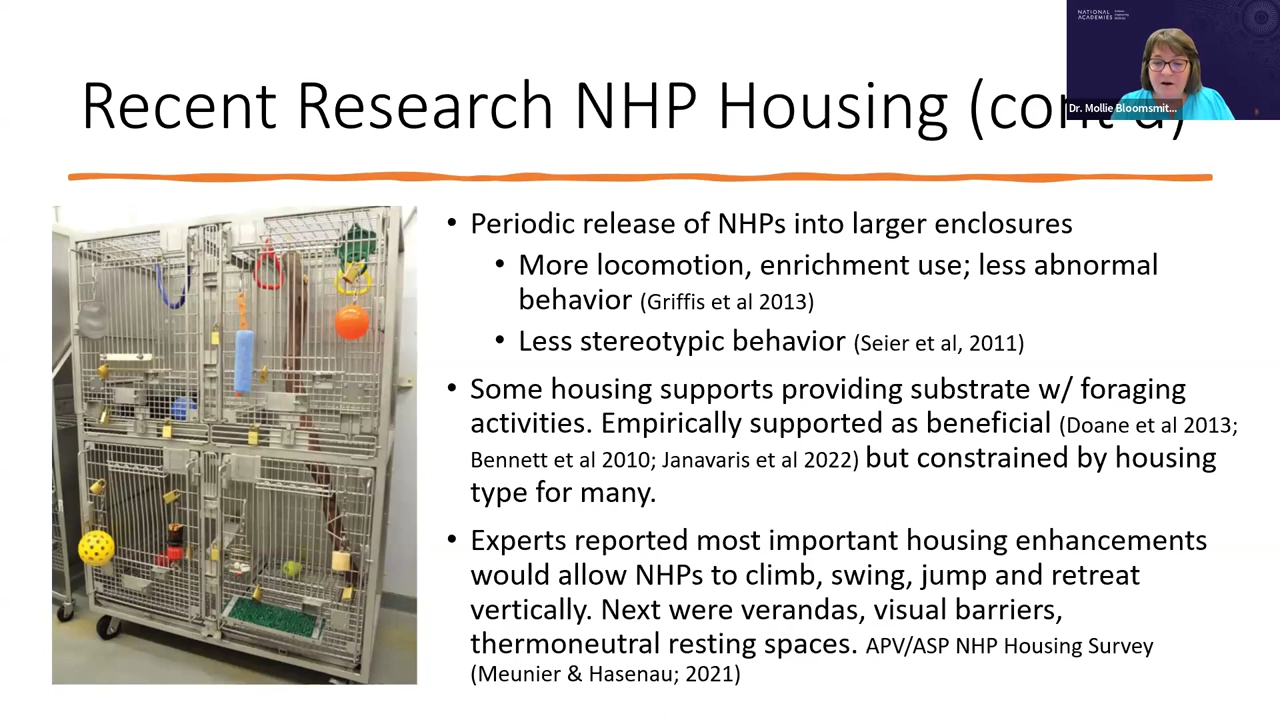 NATIONAL
ACADEMIES
Dr. Mollie Bloomsmit...
Recent Research NHP Housing (cont'd)
• Periodic release of NHPs into larger enclosures
• More locomotion, enrichment use; less abnormal
behavior (Griffis et al 2013)
• Less stereotypic behavior (Seier et al, 2011)
• Some housing supports providing substrate w/ foraging
activities. Empirically supported as beneficial (Doane et al 2013;
Bennett et al 2010; Janavaris et al 2022) but constrained by housing
type for many.
• Experts reported most important housing enhancements
would allow NHPs to climb, swing, jump and retreat
vertically. Next were verandas, visual barriers,
thermoneutral resting spaces. APV/ASP NHP Housing Survey
(Meunier & Hasenau; 2021)